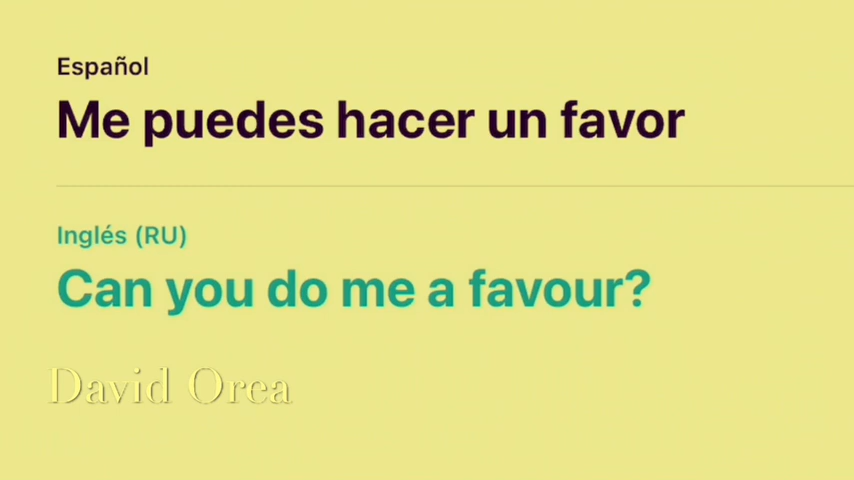 Español
Me puedes hacer un favor
Inglés (RU)
Can you do me a favour?
David Orea